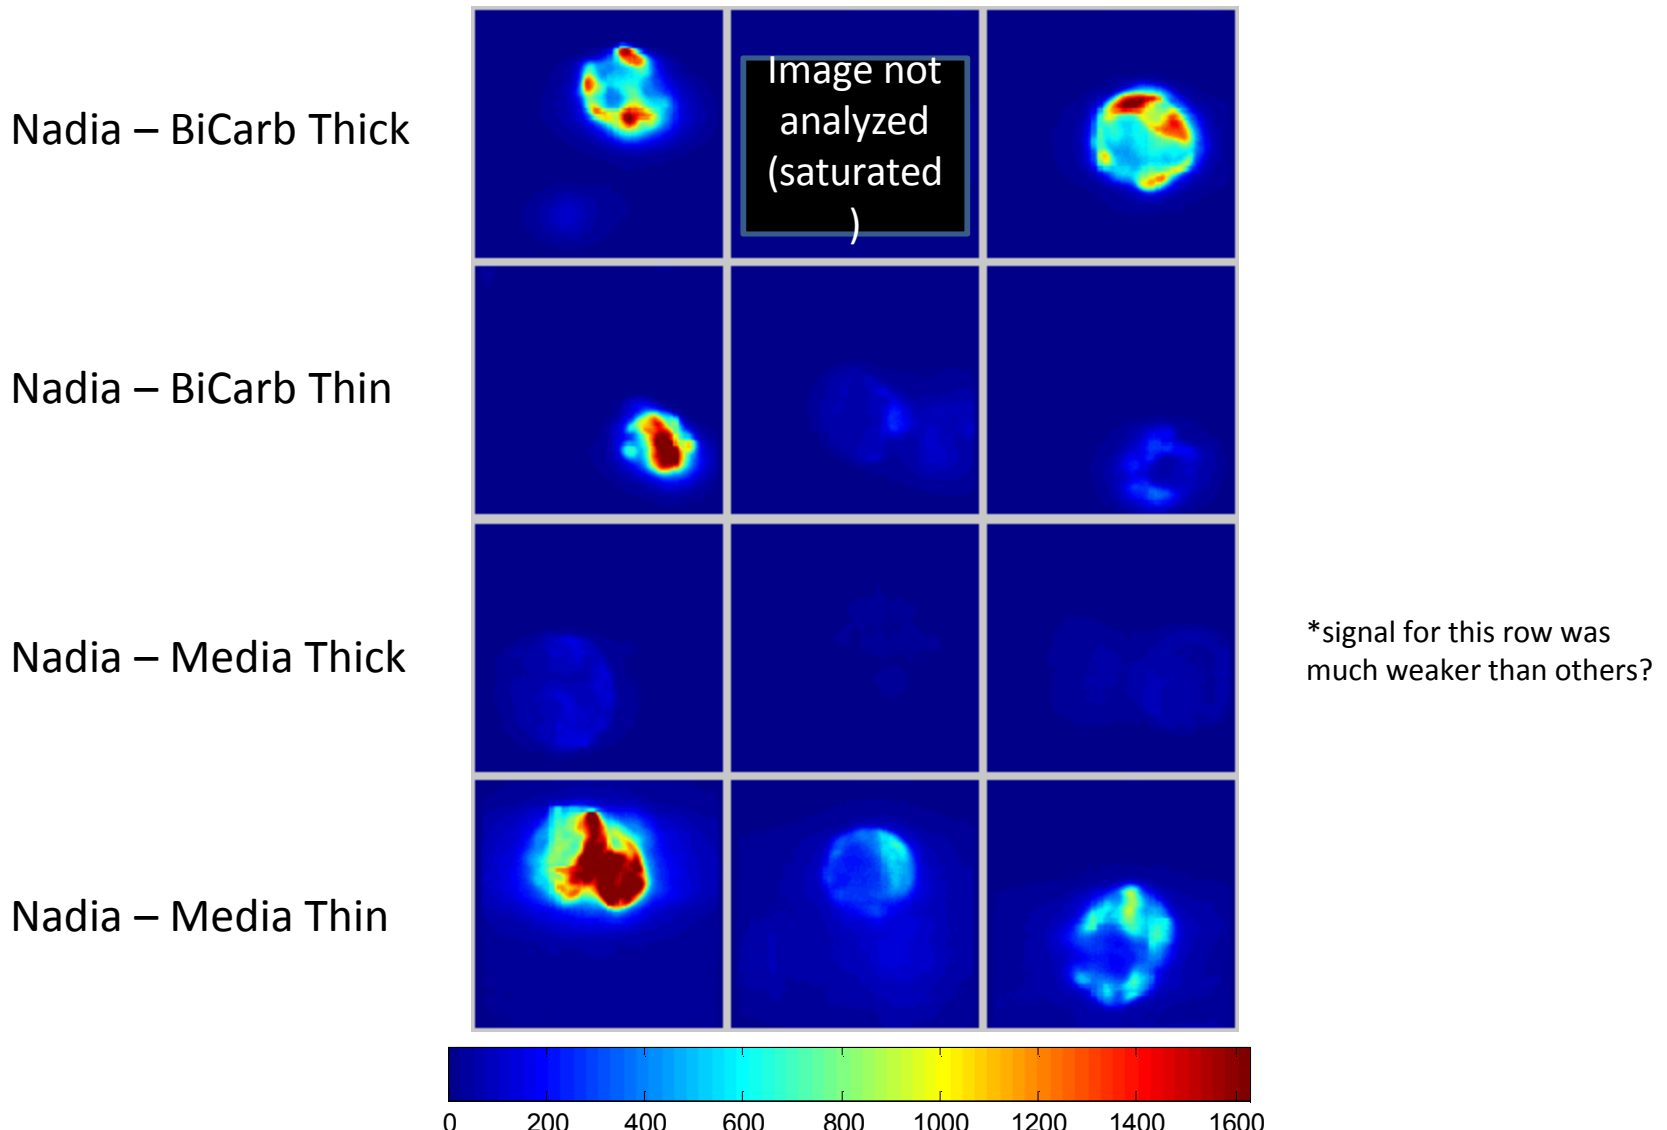 Nadia – BiCarb Thick
Image not
analyzed
(saturated
)
Nadia – BiCarb Thin
Nadia – Media Thick
*signal for this row was
much weaker than others?
Nadia – Media Thin
0 200 400 600 800 1000 1200 1400 1600